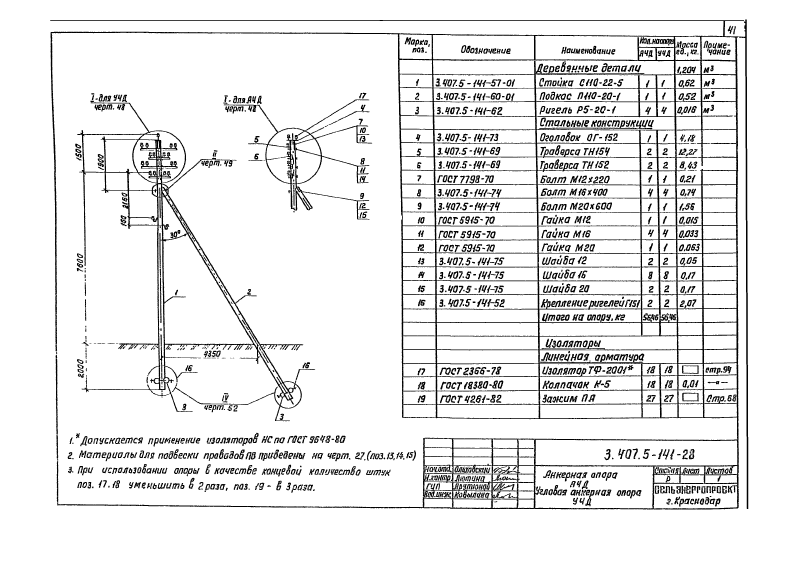 41
Марка, поз. Обозначение Наименование Кол. на опору АЧД УЧД Масса ед., кг. Приме-чание
Деревянные детали 1,204 м³
1 3.407.5-141-57-01 Стойка С110-22-5 1 1 0,62 м³
2 3.407.5-141-60-01 Подкос П110-20-1 1 1 0,52 м³
3 3.407.5-141-62 Ригель Р5-20-1 4 4 0,016 м³
Стальные конструкции
4 3.407.5-141-73 Оголовок ОГ-152 1 1 4,18
5 3.407.5-141-69 Траверса ТН154 2 2 12,27
6 3.407.5-141-69 Траверса ТН152 2 2 8,43
7 ГОСТ 7798-70 Болт М12×220 1 1 0,21
8 3.407.5-141-74 Болт М16×400 4 4 0,74
9 3.407.5-141-74 Болт М20×600 1 1 1,56
10 ГОСТ 5915-70 Гайка М12 1 1 0,015
11 ГОСТ 5915-70 Гайка М16 4 4 0,033
12 ГОСТ 5915-70 Гайка М20 1 1 0.063
13 3.407.5-141-75 Шайба 12 2 2 0,05
14 3.407.5-141-75 Шайба 16 8 8 0,17
15 3.407.5-141-75 Шайба 20 2 2 0,17
16 3.407.5-141-52 Крепление ригелей Г151 2 2 2,07
Итого на опору, кг 56,46 56,46
Изоляторы
Линейная арматура
17 ГОСТ 2366-78 Изолятор ТФ-2001* 18 18 стр.94
18 ГОСТ 18380-80 Колпачок К-5 18 18 0,01 —"—
19 ГОСТ 4261-82 Зажим ПА 27 27 Стр.68
I-для УЧД
черт. 48
I-для АЧД
черт. 48
II
черт. 49
IV
черт. 52
17
4
7
10
13
5
6
8
11
14
9
12
15
1500
1900
2160
160
30°
7600
1
2
4350
2000
16
3
16
3
1.* Допускается применение изоляторов НС по ГОСТ 9648-80
2. Материалы для подвески проводов ПВ приведены на черт. 27, (поз.13,14,15)
3. При использовании опоры в качестве концевой количество штук
поз. 17.18 уменьшить в 2 раза, поз. 19 - в 3 раза.
3.407.5-141-28
Анкерная опора
АЧД
Угловая анкерная опора
УЧД
Стадия Лист Листов
Р 1
СЕЛЬЭНЕРГОПРОЕКТ
г. Краснодар
Нач.отд.
Н.контр. Лютина
ГИП
Вед.инж. Ковылина